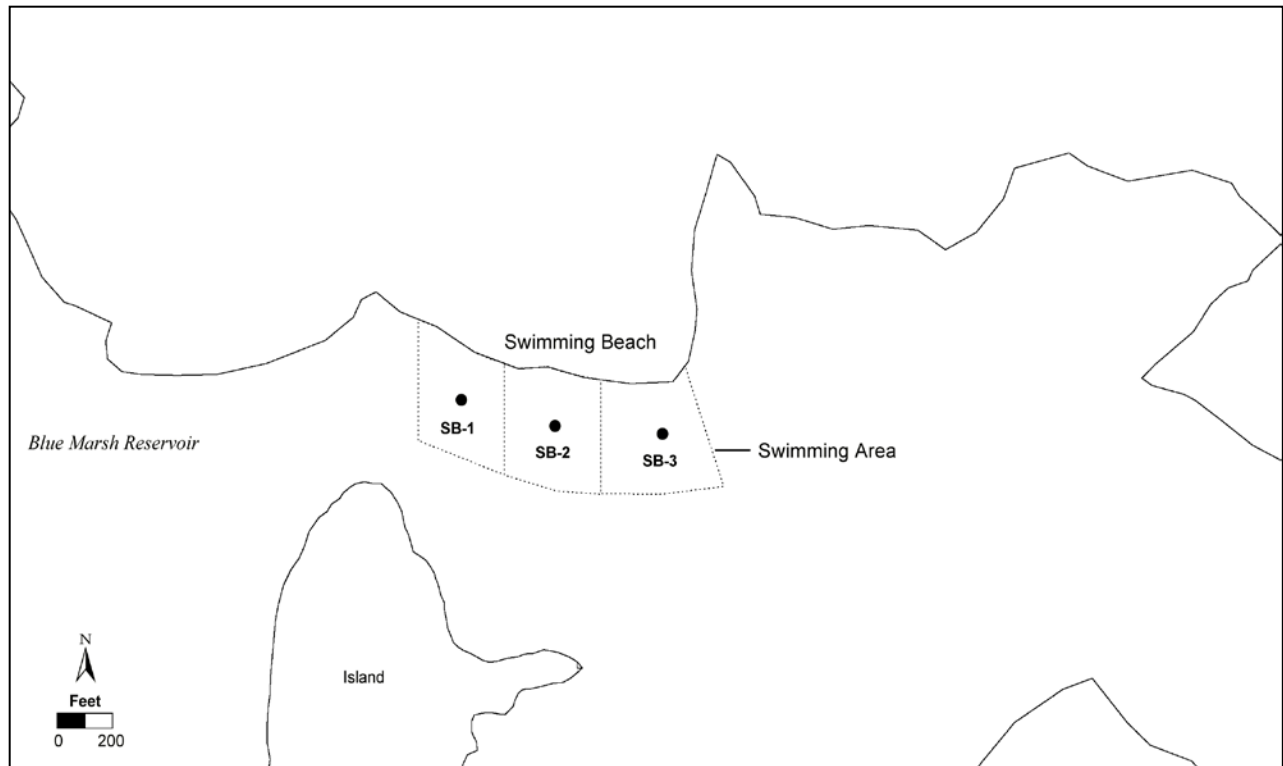 Swimming Beach
SB-1
SB-2
SB-3
Swimming Area
Blue Marsh Reservoir
Island
N
Feet
0 200